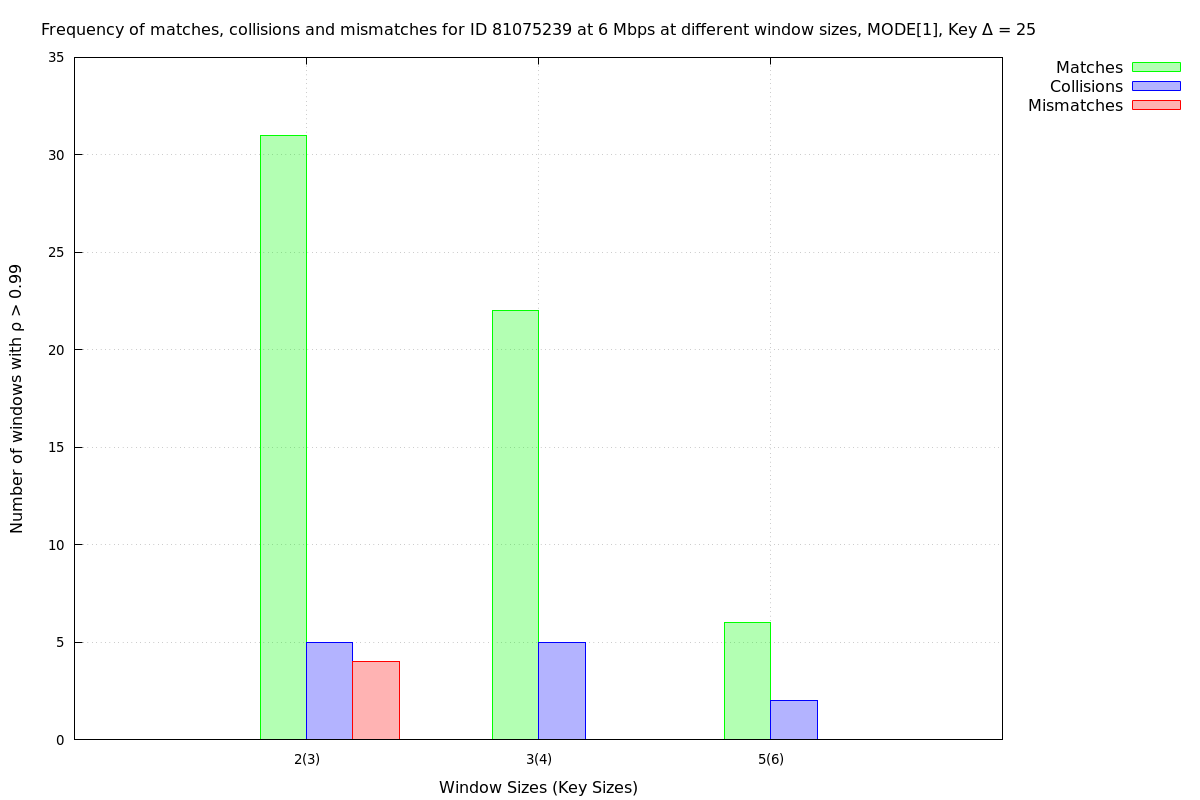 Frequency of matches, collisions and mismatches for ID 81075239 at 6 Mbps at different window sizes, MODE[1], Key Δ = 25
Matches
Collisions
Mismatches
Number of windows with ρ > 0.99
35
30
25
20
15
10
5
0
2(3)
3(4)
5(6)
Window Sizes (Key Sizes)